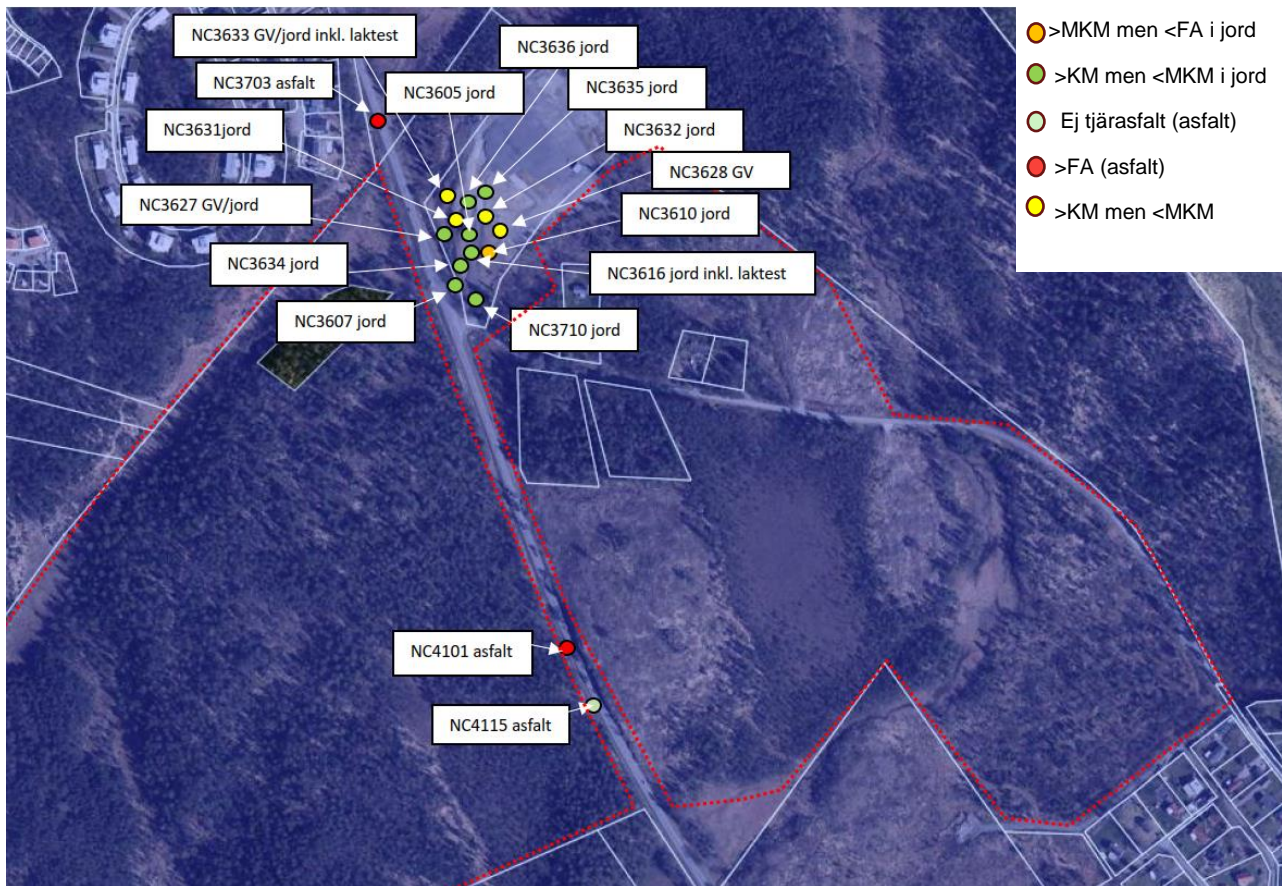 NC3633 GV/jord inkl. laktest
NC3636 jord
NC3703 asfalt
NC3605 jord
NC3635 jord
NC3631jord
NC3632 jord
NC3628 GV
NC3627 GV/jord
NC3610 jord
NC3634 jord
NC3616 jord inkl. laktest
NC3607 jord
NC3710 jord
NC4101 asfalt
NC4115 asfalt
>MKM men <FA i jord
>KM men <MKM i jord
Ej tjärasfalt (asfalt)
>FA (asfalt)
>KM men <MKM